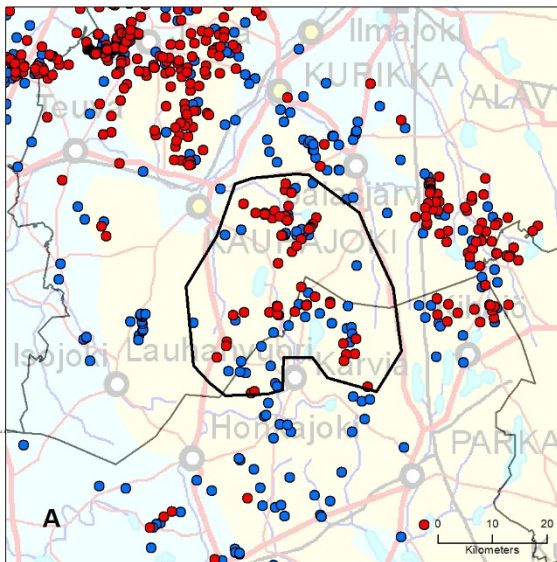 Ilmajoki
KURIKKA
ALAV
Teuva
Jalasjärvi
KAUHAJOKI
Isojoki
Lauhanvuori
Karvia
Honkajoki
PARKA
A
0 10 20
Kilometers